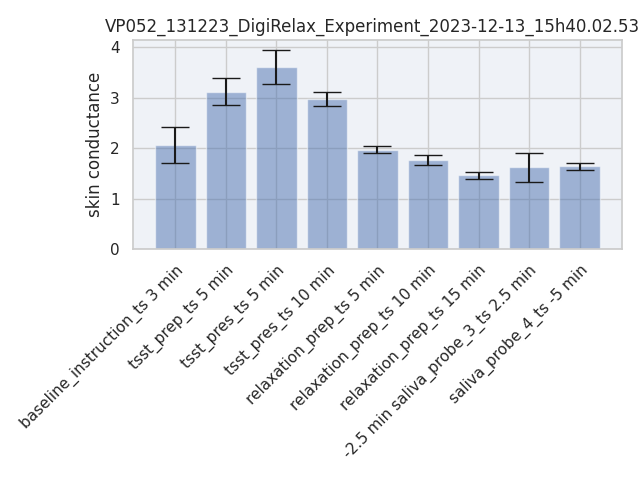 VP052_131223_DigiRelax_Experiment_2023-12-13_15h40.02.53
skin conductance
4
3
2
1
0
baseline_instruction_ts 3 min
tsst_prep_ts 5 min
tsst_pres_ts 5 min
tsst_pres_ts 10 min
relaxation_prep_ts 5 min
relaxation_prep_ts 10 min
relaxation_prep_ts 15 min
-2.5 min saliva_probe_3_ts 2.5 min
saliva_probe_4_ts -5 min